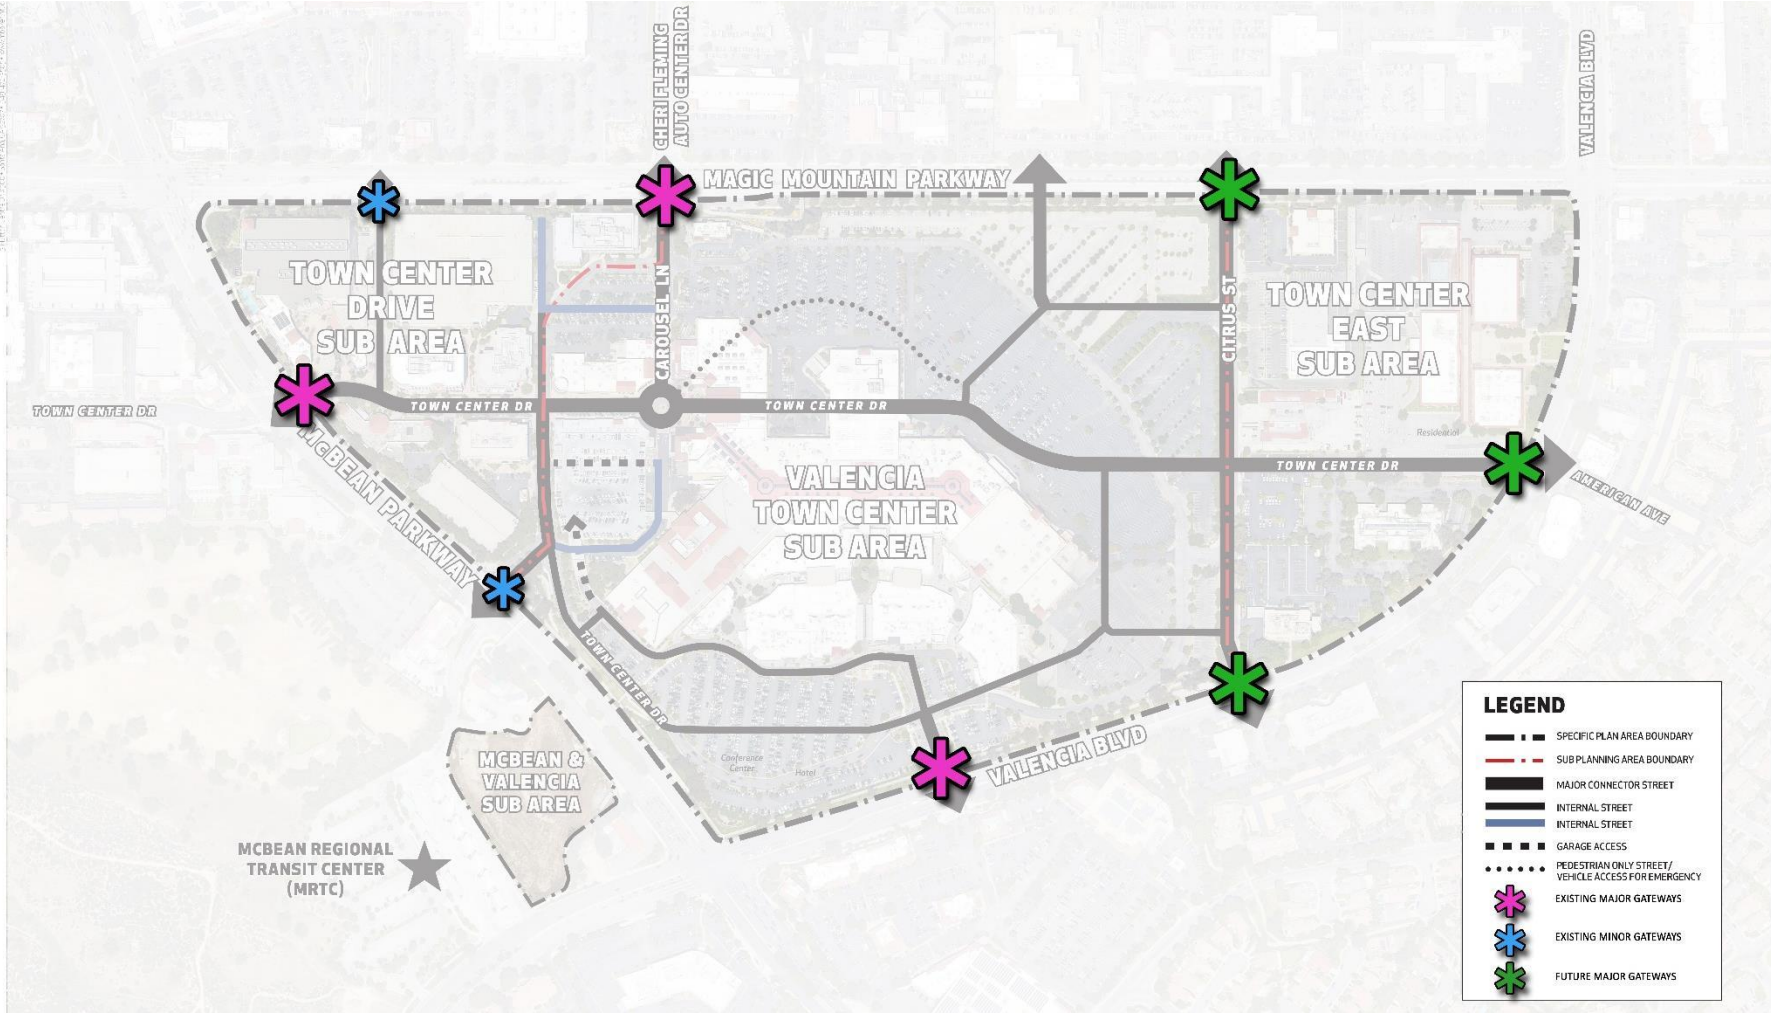 CHERI FLEMING
AUTO CENTER DR
VALENCIA BLVD
MAGIC MOUNTAIN PARKWAY
TOWN CENTER
DRIVE
SUB AREA
CAROUSEL LN
CITRUS ST
TOWN CENTER
EAST
SUB AREA
TOWN CENTER DR
TOWN CENTER DR
TOWN CENTER DR
Residential
McBEAN PARKWAY
VALENCIA
TOWN CENTER
SUB AREA
TOWN CENTER DR
AMERICAN AVE
TOWN CENTER DR
Conference
Center
Hotel
VALENCIA BLVD
MCBEAN &
VALENCIA
SUB AREA
MCBEAN REGIONAL
TRANSIT CENTER
(MRTC)
LEGEND
SPECIFIC PLAN AREA BOUNDARY
SUB PLANNING AREA BOUNDARY
MAJOR CONNECTOR STREET
INTERNAL STREET
INTERNAL STREET
GARAGE ACCESS
PEDESTRIAN ONLY STREET/
VEHICLE ACCESS FOR EMERGENCY
EXISTING MAJOR GATEWAYS
EXISTING MINOR GATEWAYS
FUTURE MAJOR GATEWAYS